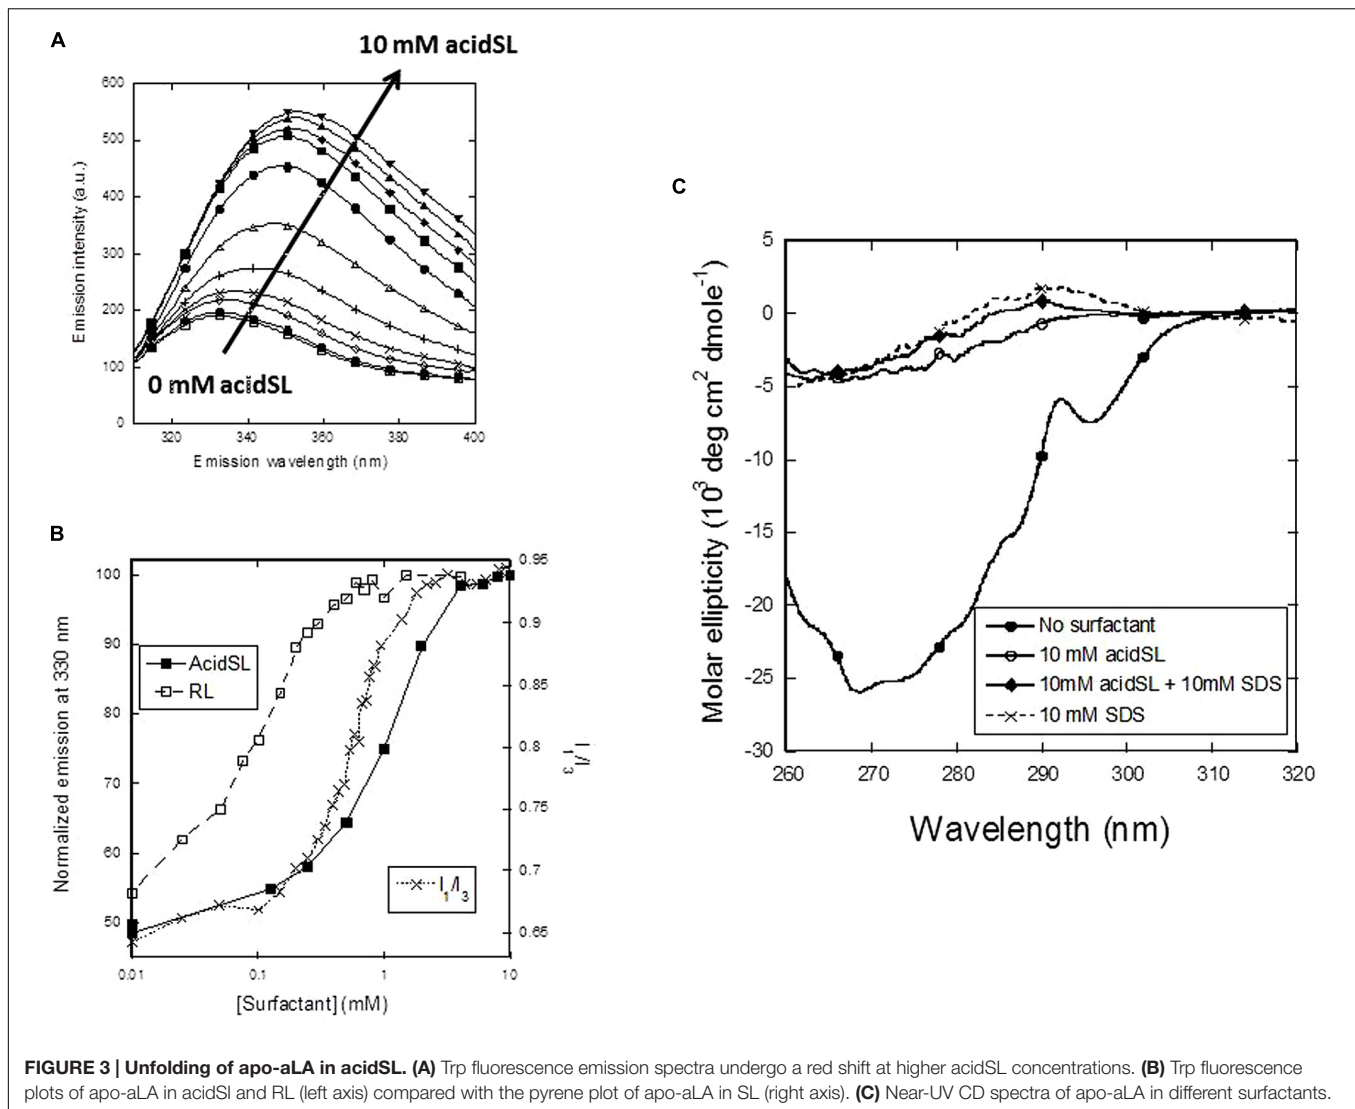 A
10 mM acidSL
600
500
400
300
200
100
0
Emission intensity (a.u.)
0 mM acidSL
320 340 360 380 400
Emission wavelength (nm)
B
100
90
80
70
60
50
Normalized emission at 330 nm
AcidSL
RL
I1/I3
0.95
0.9
0.85
0.8
0.75
0.7
0.65
I1/I3
0.01 0.1 1 10
[Surfactant] (mM)
C
5
0
-5
-10
-15
-20
-25
-30
Molar ellipticity (10³ deg cm² dmole⁻¹)
No surfactant
10 mM acidSL
10mM acidSL + 10mM SDS
10 mM SDS
260 270 280 290 300 310 320
Wavelength (nm)
FIGURE 3 | Unfolding of apo-aLA in acidSL. (A) Trp fluorescence emission spectra undergo a red shift at higher acidSL concentrations. (B) Trp fluorescence
plots of apo-aLA in acidSl and RL (left axis) compared with the pyrene plot of apo-aLA in SL (right axis). (C) Near-UV CD spectra of apo-aLA in different surfactants.